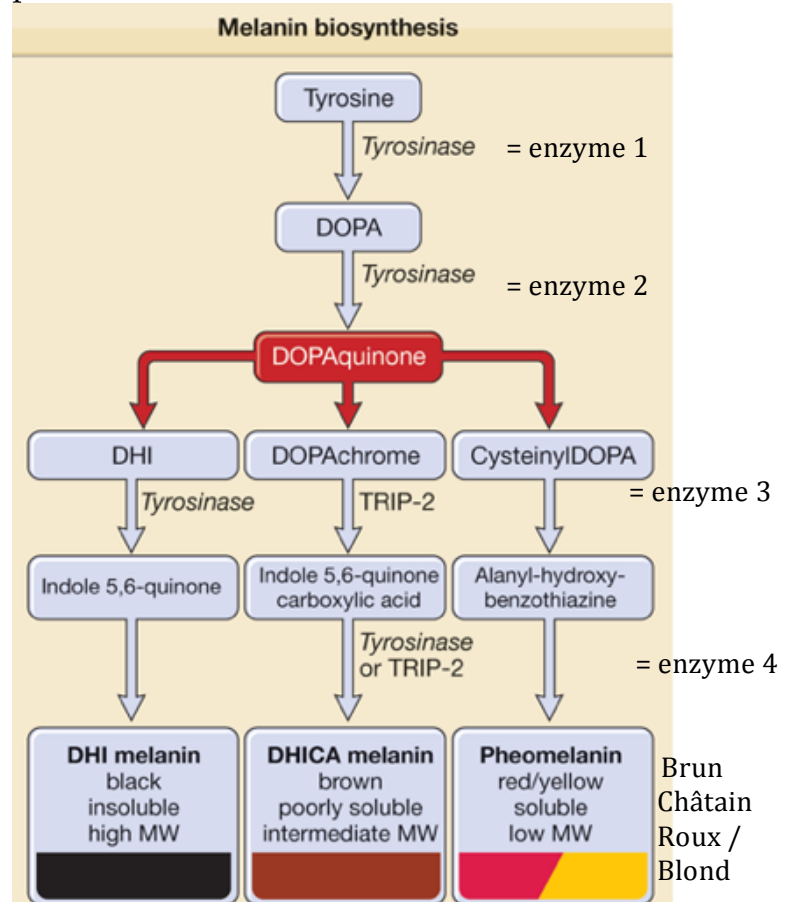 Melanin biosynthesis
Tyrosine
Tyrosinase = enzyme 1
DOPA
Tyrosinase = enzyme 2
DOPAquinone
DHI
DOPAchrome
CysteinylDOPA
Tyrosinase
TRIP-2
= enzyme 3
Indole 5,6-quinone
Indole 5,6-quinone
carboxylic acid
Alanyl-hydroxy-
benzothiazine
Tyrosinase
or TRIP-2
= enzyme 4
DHI melanin
black
insoluble
high MW
DHICA melanin
brown
poorly soluble
intermediate MW
Pheomelanin
red/yellow
soluble
low MW
Brun
Châtain
Roux /
Blond